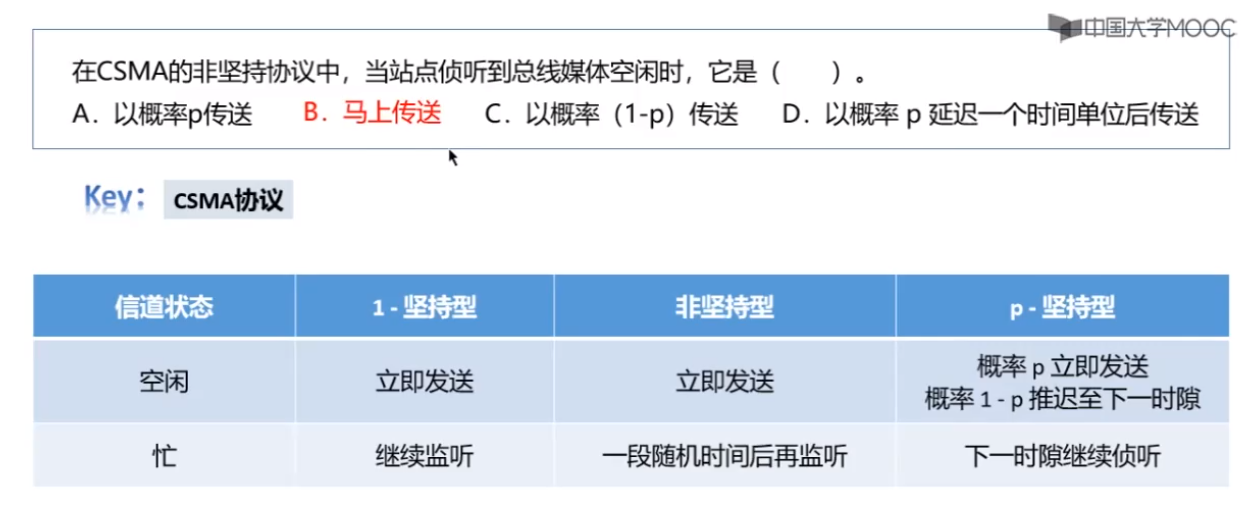 中国大学MOOC
在CSMA的非坚持协议中，当站点侦听到总线媒体空闲时，它是（　　）。
A．以概率p传送　B．马上传送　C．以概率（1-p）传送　D．以概率 p 延迟一个时间单位后传送
Key： CSMA协议
信道状态　1 - 坚持型　非坚持型　p - 坚持型
空闲　立即发送　立即发送　概率 p 立即发送
概率 1 - p 推迟至下一时隙
忙　继续监听　一段随机时间后再监听　下一时隙继续侦听